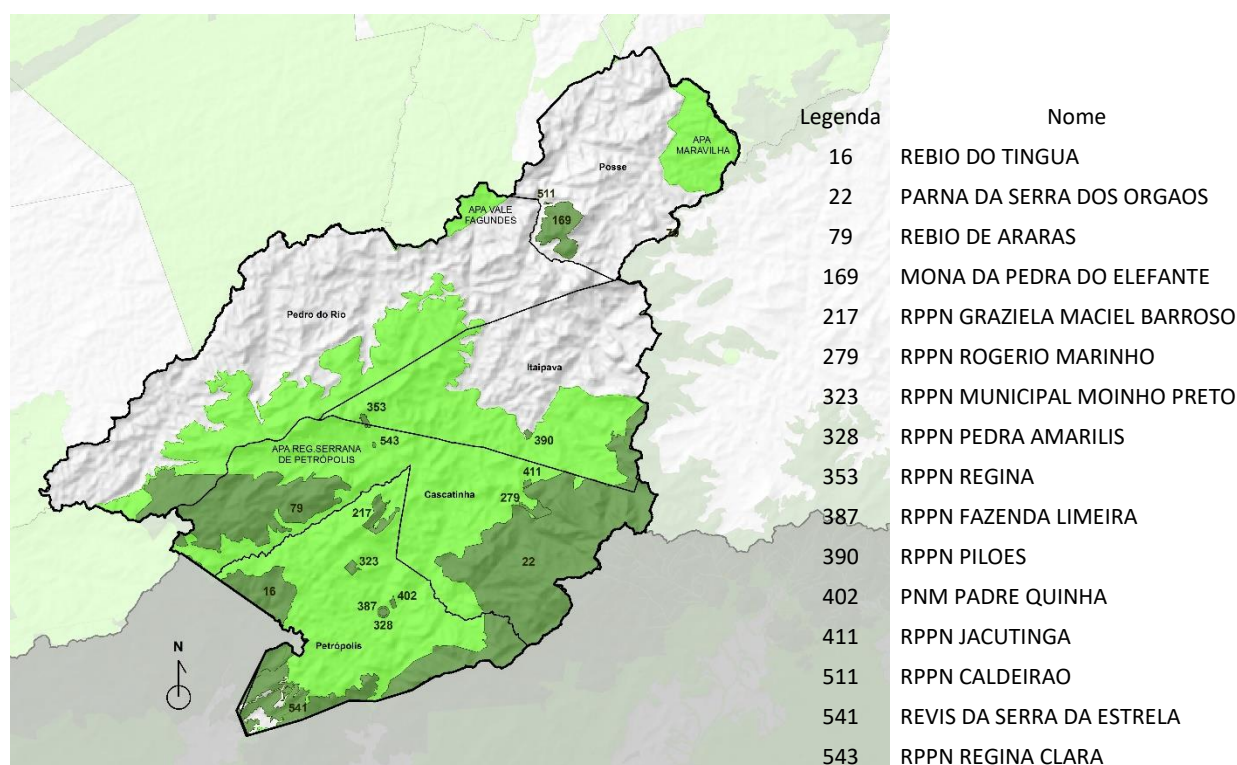 APA
MARAVILHA
Posse
511
APA VALE
FAGUNDES
169
Pedro do Rio
Itaipava
353
543
390
APA REG.SERRANA
DE PETRÓPOLIS
411
Cascatinha
279
79
217
22
323
16
402
387
328
Petrópolis
N
541
Legenda Nome
16 REBIO DO TINGUA
22 PARNA DA SERRA DOS ORGAOS
79 REBIO DE ARARAS
169 MONA DA PEDRA DO ELEFANTE
217 RPPN GRAZIELA MACIEL BARROSO
279 RPPN ROGERIO MARINHO
323 RPPN MUNICIPAL MOINHO PRETO
328 RPPN PEDRA AMARILIS
353 RPPN REGINA
387 RPPN FAZENDA LIMEIRA
390 RPPN PILOES
402 PNM PADRE QUINHA
411 RPPN JACUTINGA
511 RPPN CALDEIRAO
541 REVIS DA SERRA DA ESTRELA
543 RPPN REGINA CLARA